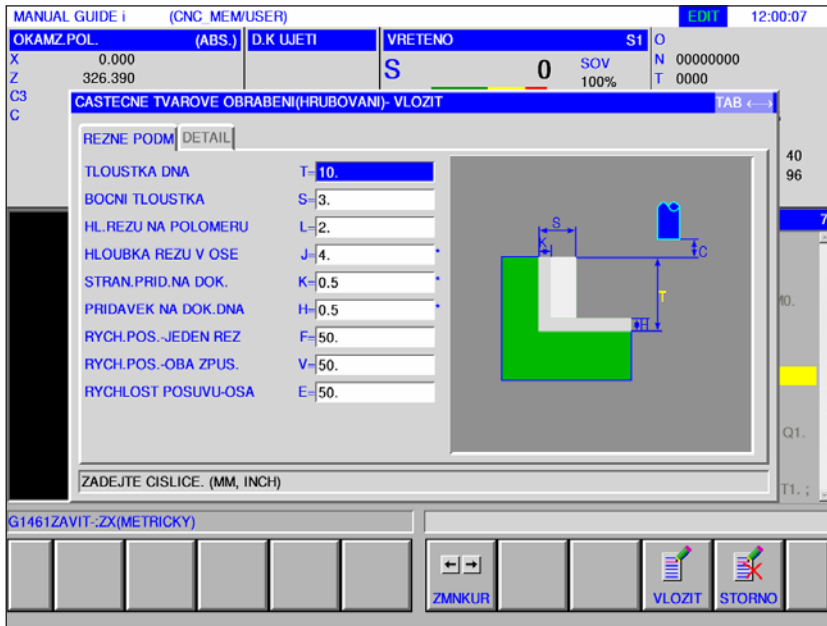 MANUAL GUIDE i (CNC_MEM/USER) EDIT 12:00:07
OKAMZ.POL. (ABS.) D.K UJETI VRETENO S1 O
X 0.000 S 0 SOV N 00000000
Z 326.390 100% T 0000
C3
C
CASTECNE TVAROVE OBRABENI(HRUBOVANI)- VLOZIT TAB ←→
REZNE PODM DETAIL
TLOUSTKA DNA T= 10.
BOCNI TLOUSTKA S= 3.
HL.REZU NA POLOMERU L= 2.
HLOUBKA REZU V OSE J= 4. *
STRAN.PRID.NA DOK. K= 0.5 *
PRIDAVEK NA DOK.DNA H= 0.5
RYCH.POS.-JEDEN REZ F= 50.
RYCH.POS.-OBA ZPUS. V= 50.
RYCHLOST POSUVU-OSA E= 50.
S
K
C
T
H
40
96
7
M0.
Q1.
T1. ;
ZADEJTE CISLICE. (MM, INCH)
G1461ZAVIT-:ZX(METRICKY)
← →
ZMNKUR VLOZIT STORNO